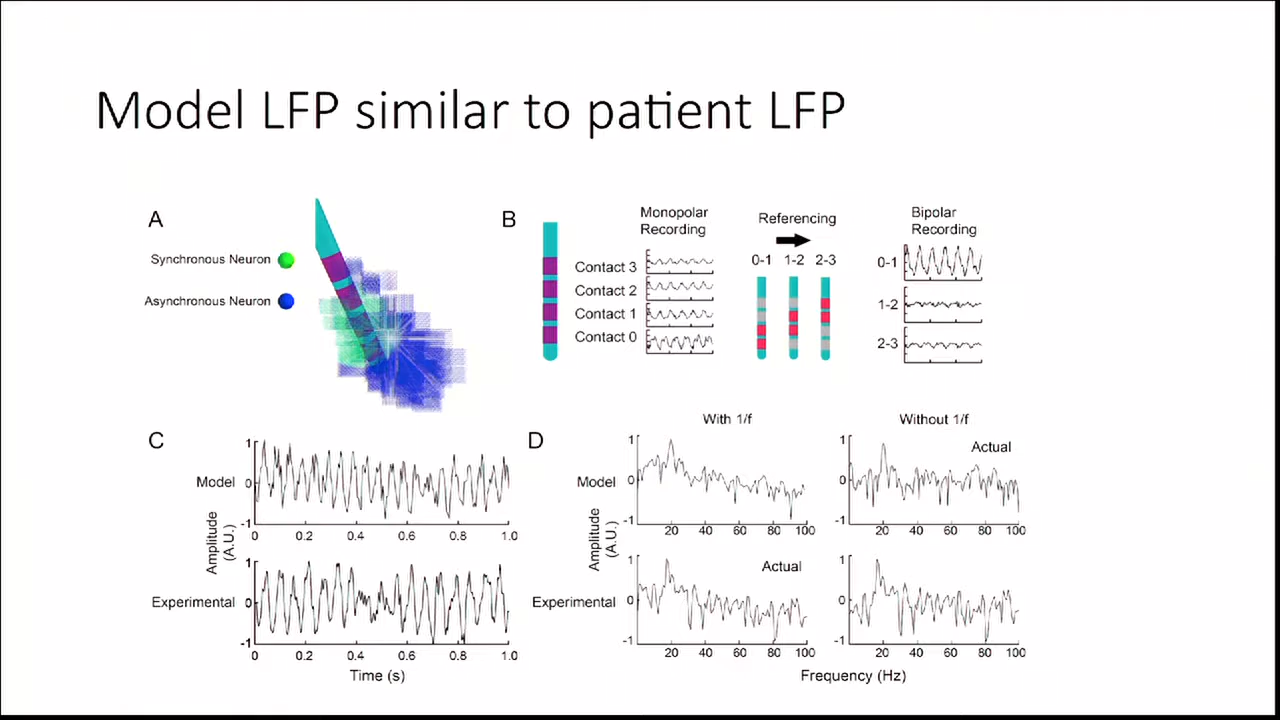 Model LFP similar to patient LFP
A
Synchronous Neuron
Asynchronous Neuron
B
Monopolar
Recording
Contact 3
Contact 2
Contact 1
Contact 0
Referencing
0-1 1-2 2-3
Bipolar
Recording
0-1
1-2
2-3
C
Model
Experimental
Amplitude
(A.U.)
1
0
-1
0 0.2 0.4 0.6 0.8 1.0
1
0
-1
0 0.2 0.4 0.6 0.8 1.0
Time (s)
D
With 1/f
Without 1/f
Model
Experimental
Amplitude
(A.U.)
1
0
-1
20 40 60 80 100
1
0
-1
Actual
20 40 60 80 100
1
0
-1
Actual
20 40 60 80 100
1
0
-1
20 40 60 80 100
Frequency (Hz)